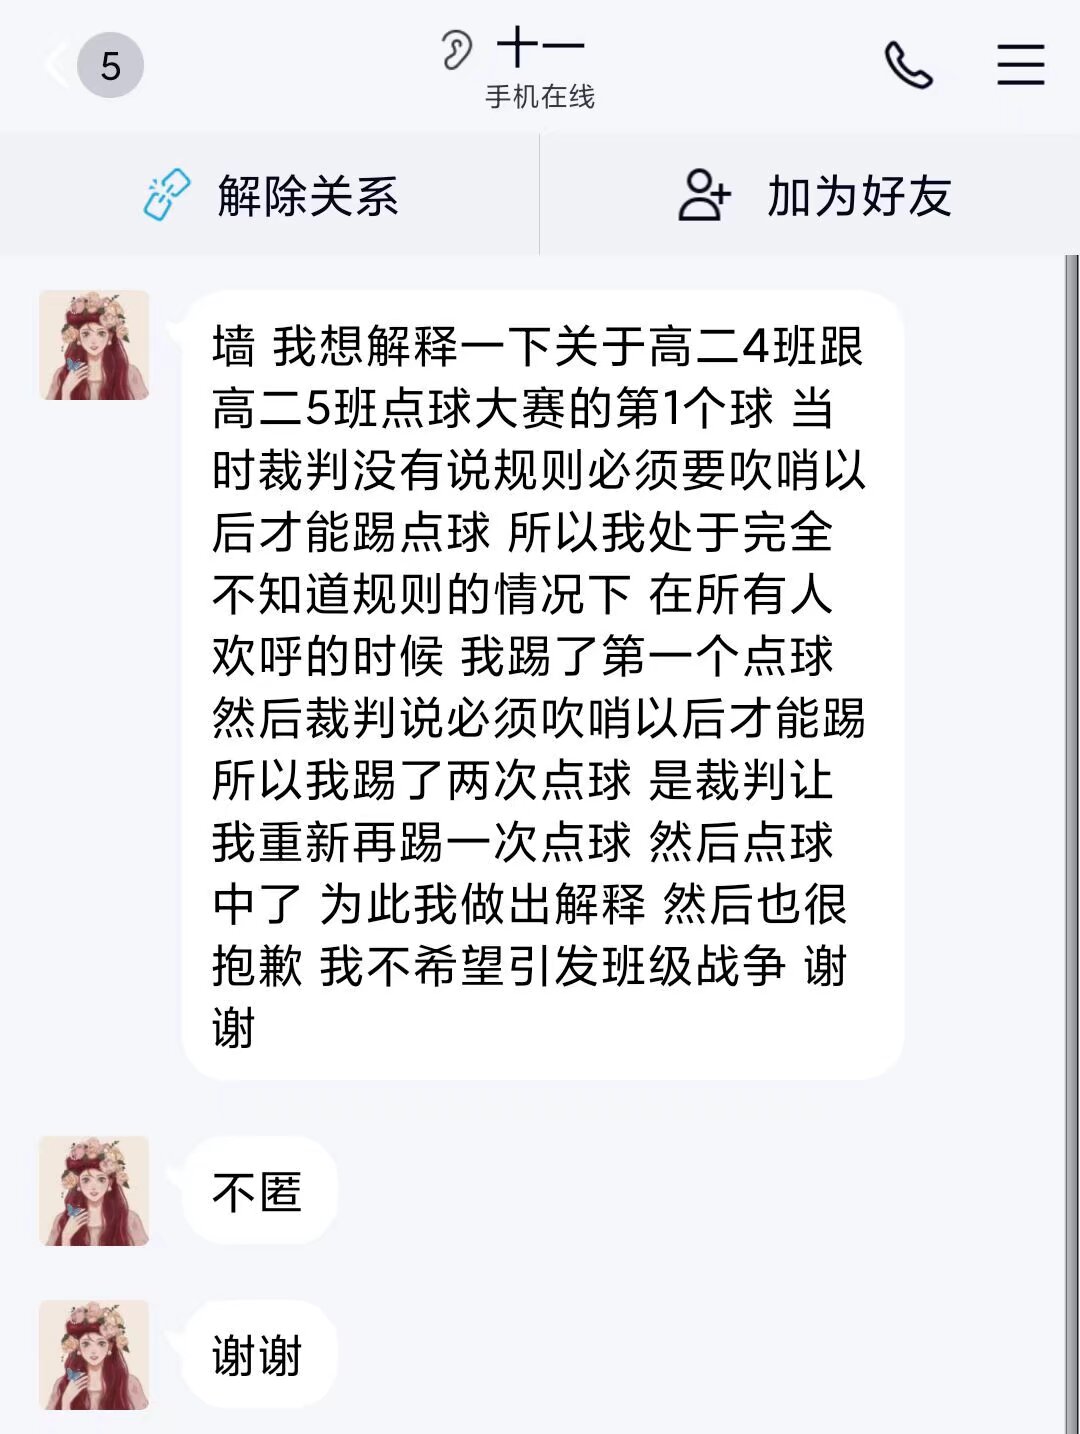 5
十一
手机在线
解除关系
加为好友
墙 我想解释一下关于高二4班跟
高二5班点球大赛的第1个球 当
时裁判没有说规则必须要吹哨以
后才能踢点球 所以我处于完全
不知道规则的情况下 在所有人
欢呼的时候 我踢了第一个点球
然后裁判说必须吹哨以后才能踢
所以我踢了两次点球 是裁判让
我重新再踢一次点球 然后点球
中了 为此我做出解释 然后也很
抱歉 我不希望引发班级战争 谢
谢
不匿
谢谢